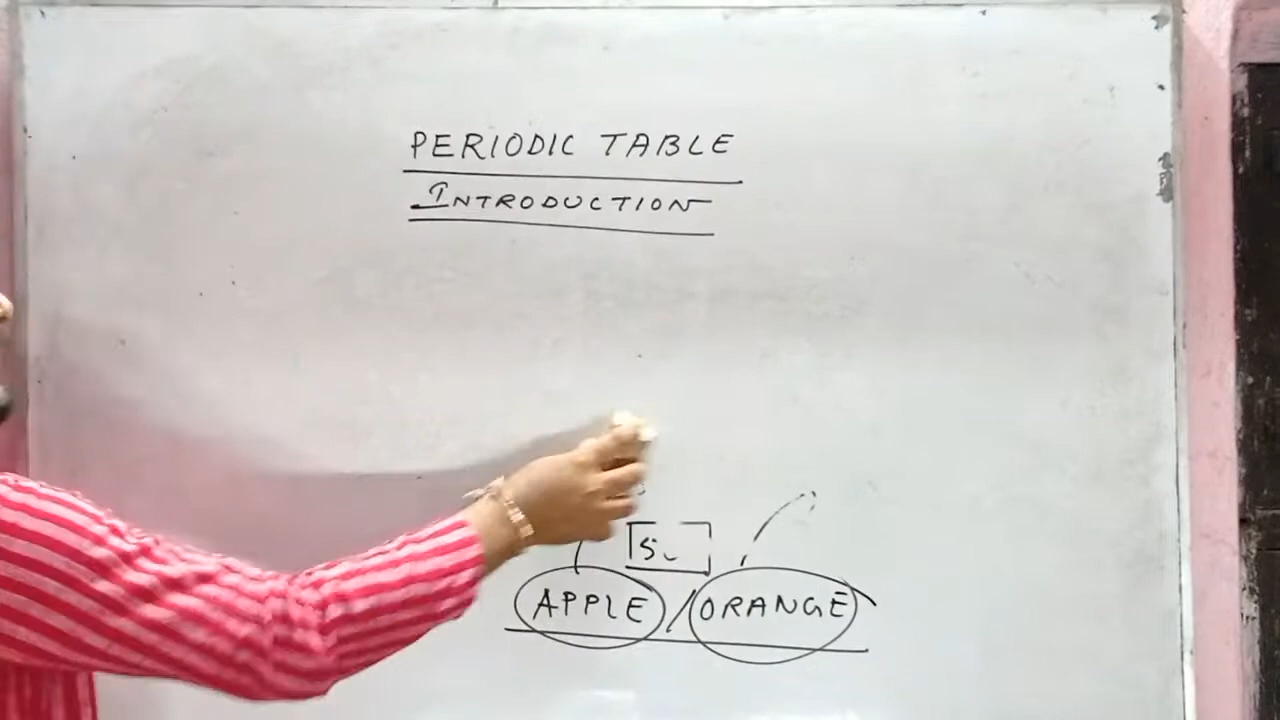 PERIODIC TABLE
INTRODUCTION
APPLE / ORANGE